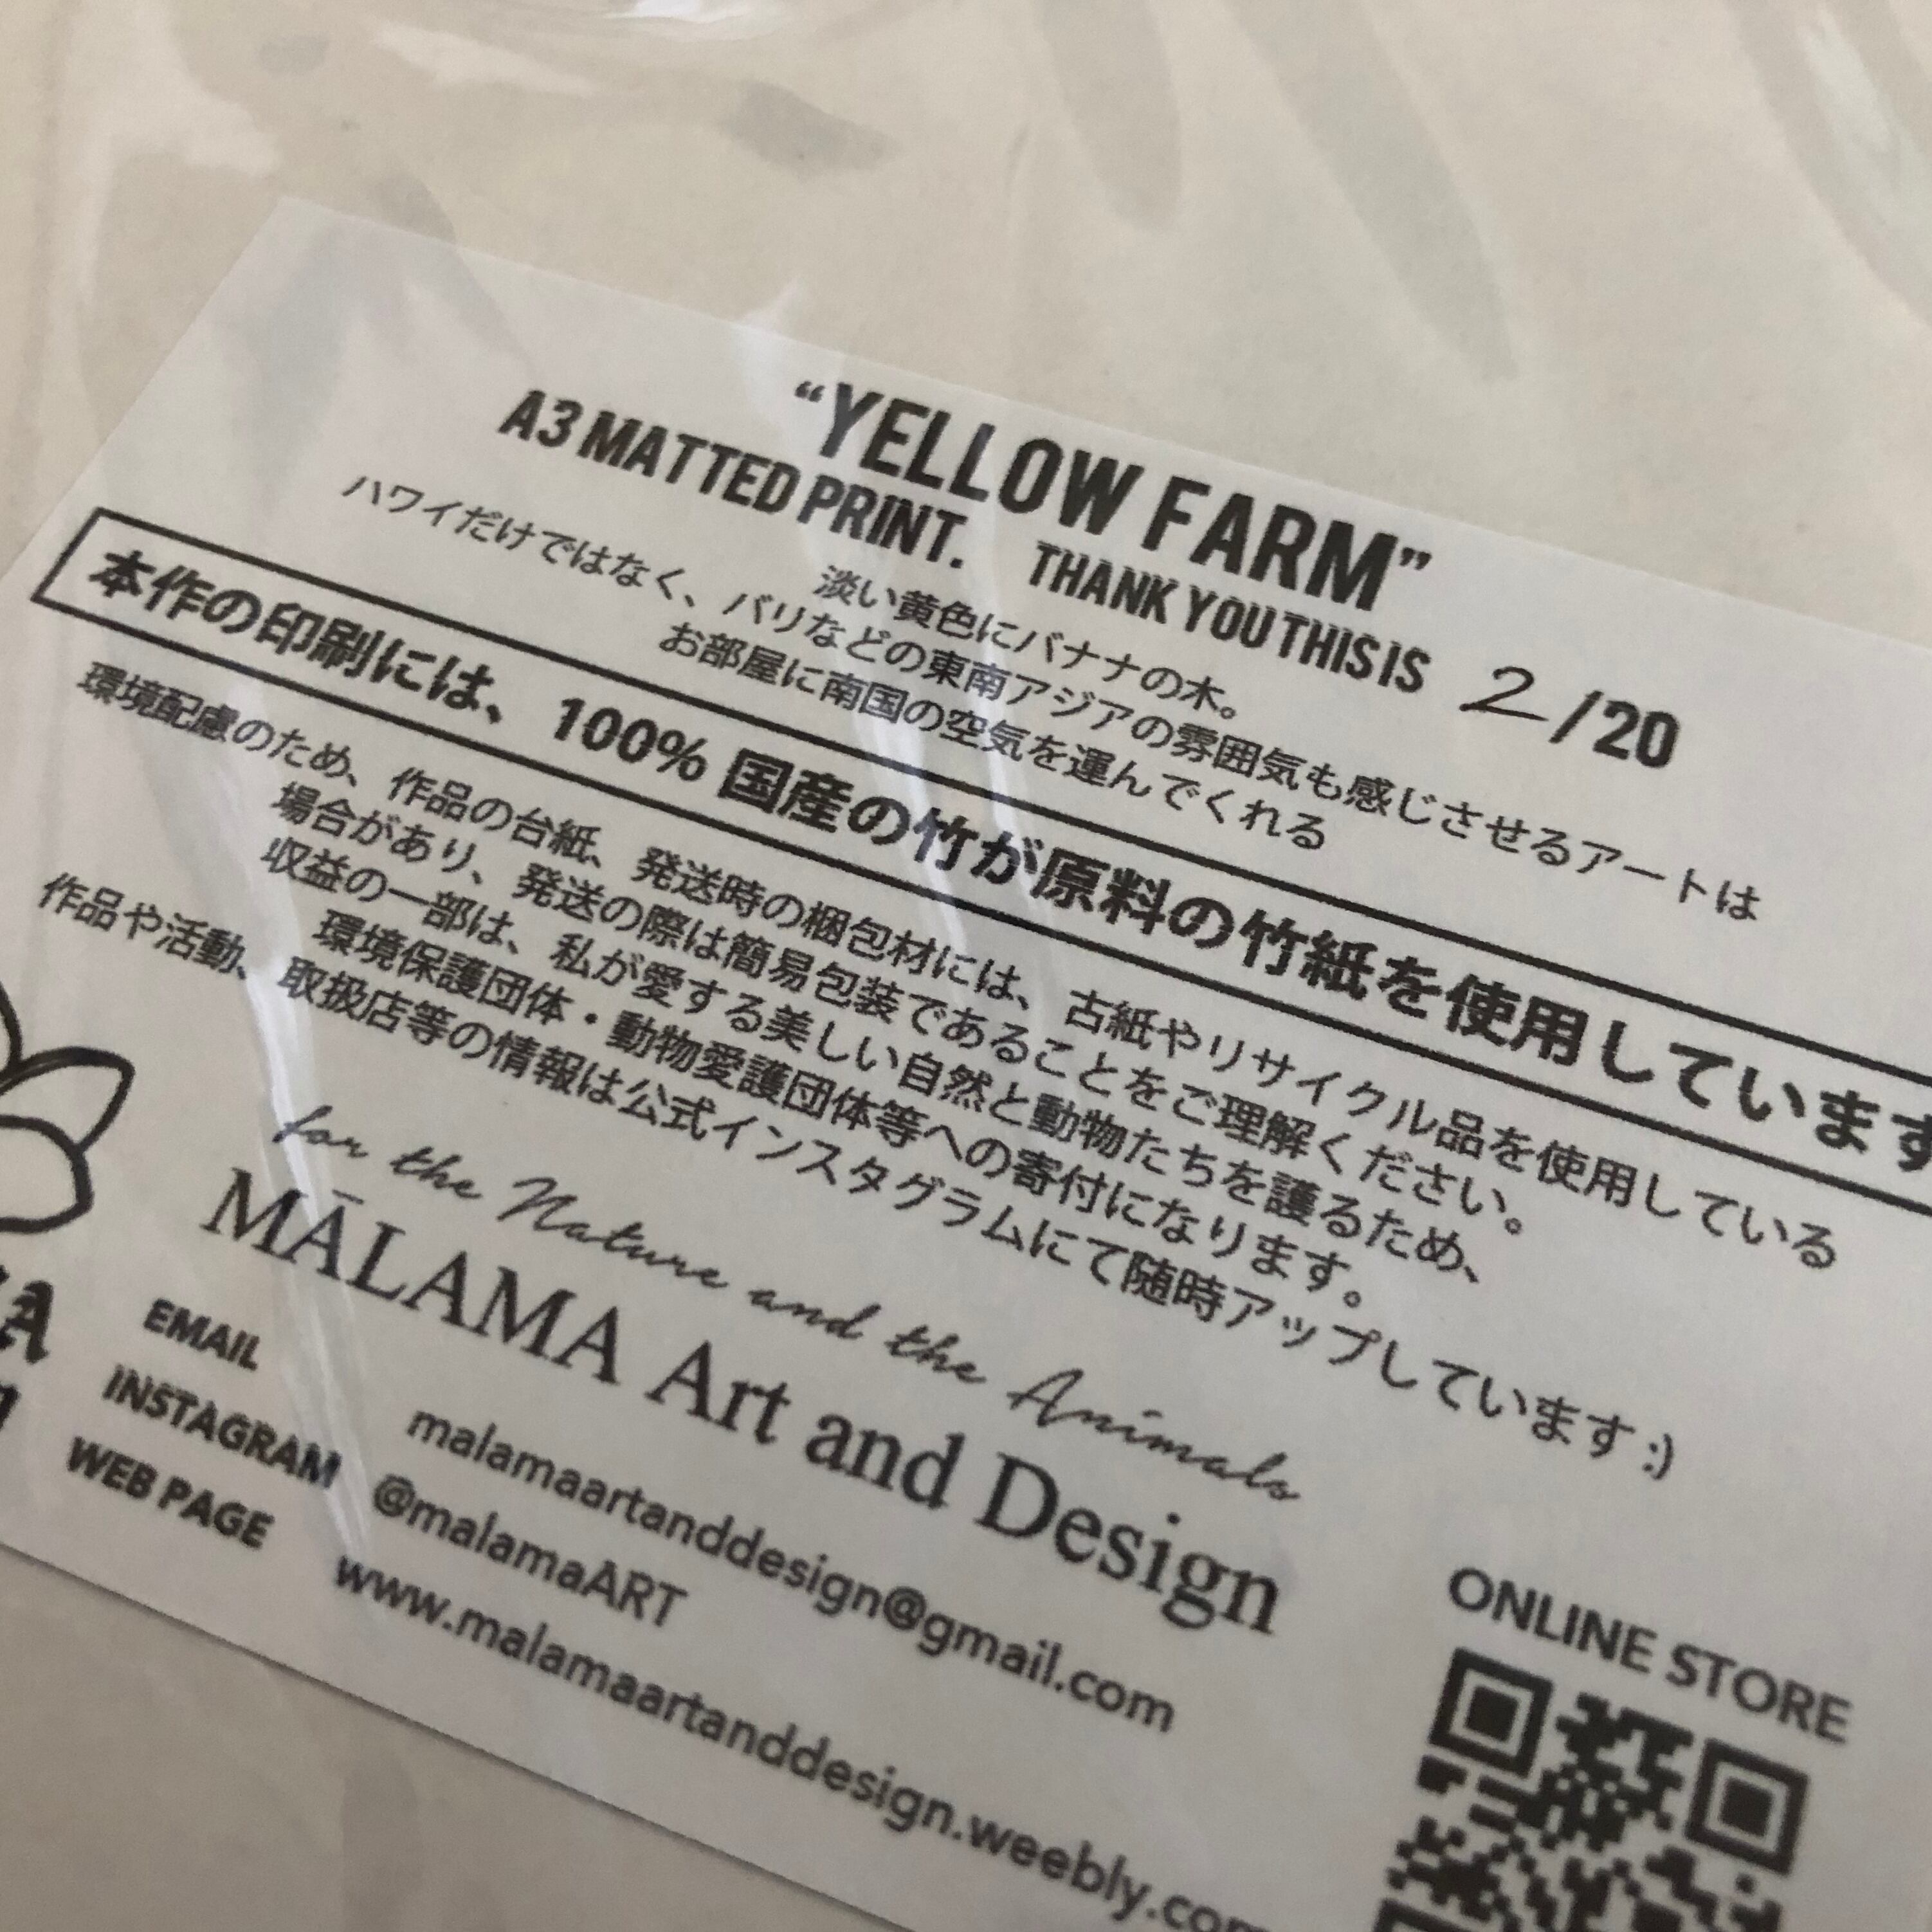 “YELLOW FARM”
A3 MATTED PRINT. THANK YOU THIS IS 2/20
淡い黄色にバナナの木。
ハワイだけではなく、バリなどの東南アジアの雰囲気も感じさせるアートは
お部屋に南国の空気を運んでくれる
本作の印刷には、100% 国産の竹が原料の竹紙を使用しています
環境配慮のため、作品の台紙、発送時の梱包材には、古紙やリサイクル品を使用している
場合があり、発送の際は簡易包装であることをご理解ください。
収益の一部は、私が愛する美しい自然と動物たちを護るため、
環境保護団体・動物愛護団体等への寄付になります。
作品や活動、取扱店等の情報は公式インスタグラムにて随時アップしています :)
for the Nature and the Animals
MĀLAMA Art and Design
EMAIL malamaartanddesign@gmail.com
INSTAGRAM @malamaART
WEB PAGE www.malamaartanddesign.weebly.com
ONLINE STORE